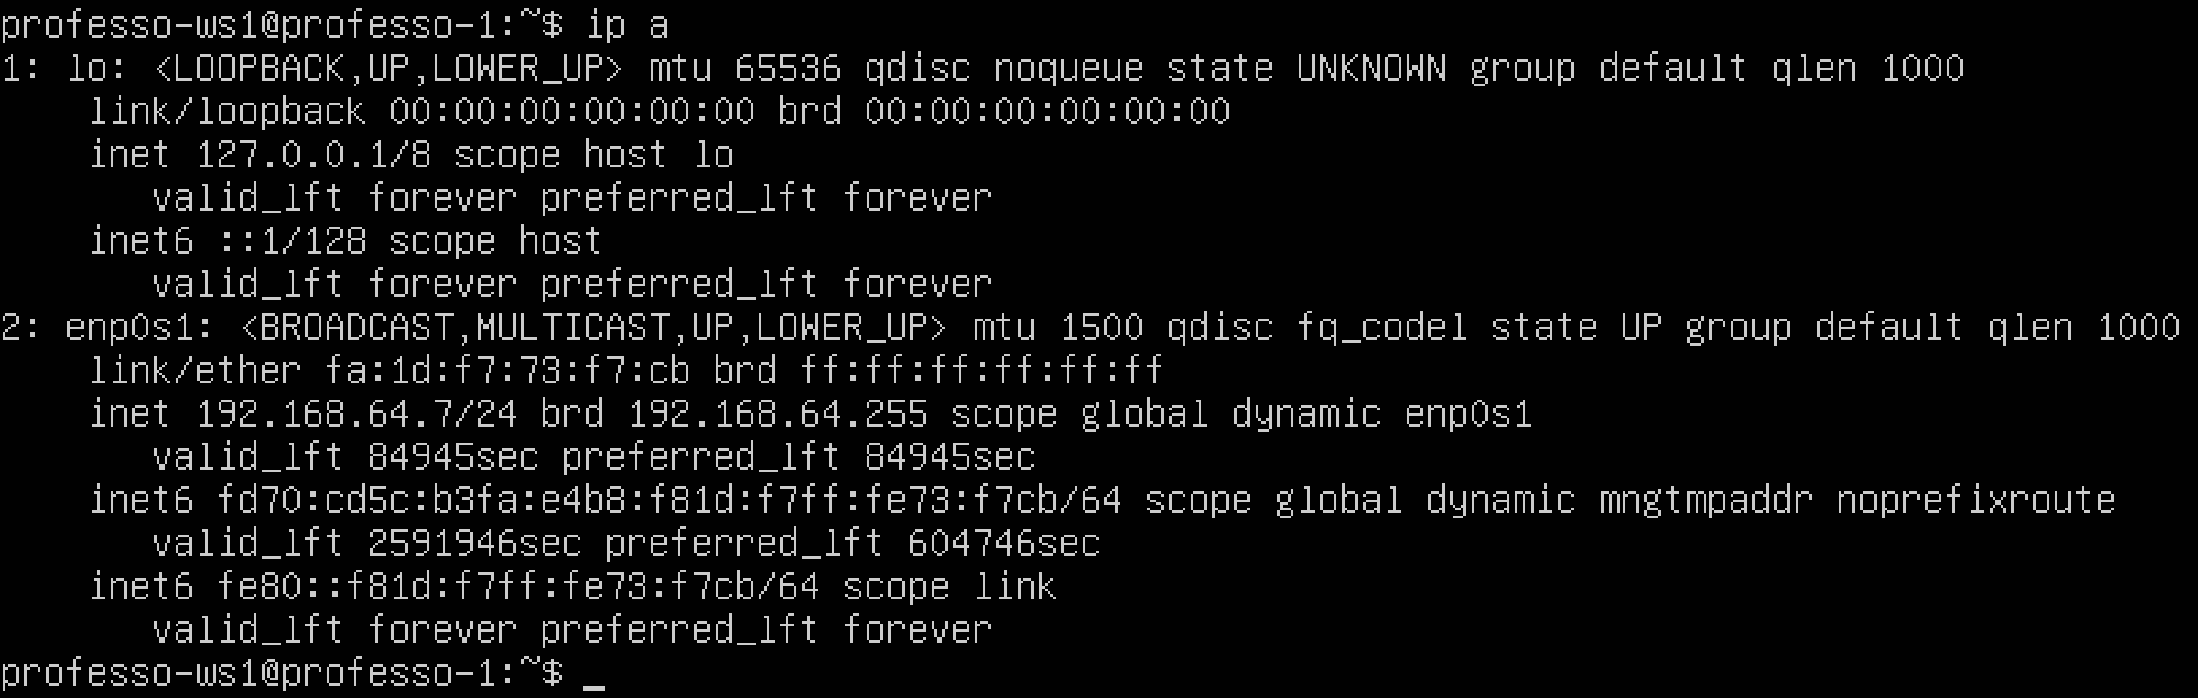 professo-ws1@professo-1:~$ ip a
1: lo: <LOOPBACK,UP,LOWER_UP> mtu 65536 qdisc noqueue state UNKNOWN group default qlen 1000
    link/loopback 00:00:00:00:00:00 brd 00:00:00:00:00:00
    inet 127.0.0.1/8 scope host lo
       valid_lft forever preferred_lft forever
    inet6 ::1/128 scope host
       valid_lft forever preferred_lft forever
2: enp0s1: <BROADCAST,MULTICAST,UP,LOWER_UP> mtu 1500 qdisc fq_codel state UP group default qlen 1000
    link/ether fa:1d:f7:73:f7:cb brd ff:ff:ff:ff:ff:ff
    inet 192.168.64.7/24 brd 192.168.64.255 scope global dynamic enp0s1
       valid_lft 84945sec preferred_lft 84945sec
    inet6 fd70:cd5c:b3fa:e4b8:f81d:f7ff:fe73:f7cb/64 scope global dynamic mngtmpaddr noprefixroute
       valid_lft 2591946sec preferred_lft 604746sec
    inet6 fe80::f81d:f7ff:fe73:f7cb/64 scope link
       valid_lft forever preferred_lft forever
professo-ws1@professo-1:~$ _